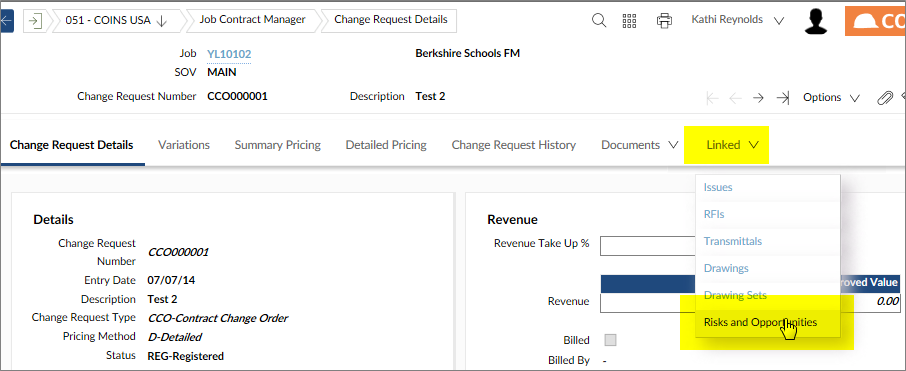 051 - COINS USA Job Contract Manager Change Request Details Kathi Reynolds CO
Job YL10102 Berkshire Schools FM
SOV MAIN
Change Request Number CCO000001 Description Test 2 Options
Change Request Details Variations Summary Pricing Detailed Pricing Change Request History Documents Linked
Issues
RFIs
Transmittals
Drawings
Drawing Sets
Risks and Opportunities
Details
Change Request
Number CCO000001
Entry Date 07/07/14
Description Test 2
Change Request Type CCO-Contract Change Order
Pricing Method D-Detailed
Status REG-Registered
Revenue
Revenue Take Up %
roved Value
Revenue 0.00
Billed
Billed By -